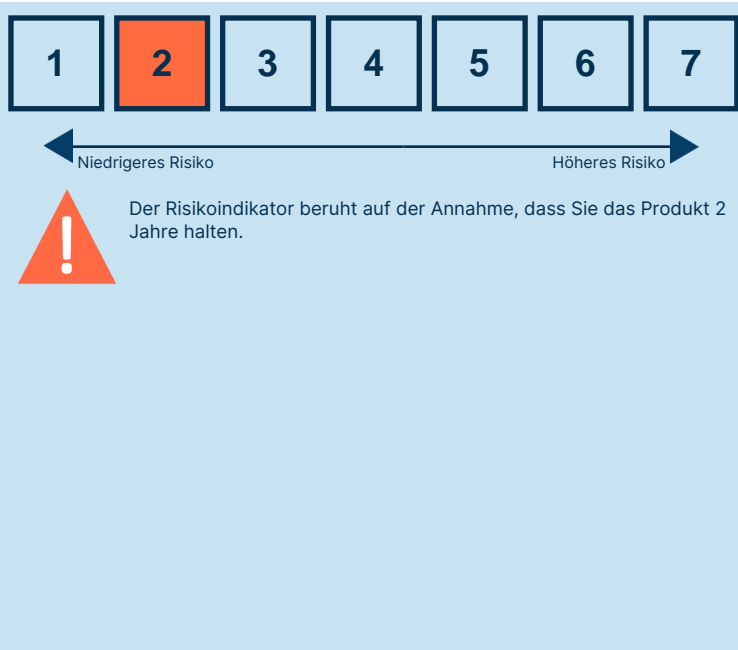 1 2 3 4 5 6 7
Niedrigeres Risiko Höheres Risiko
Der Risikoindikator beruht auf der Annahme, dass Sie das Produkt 2
Jahre halten.